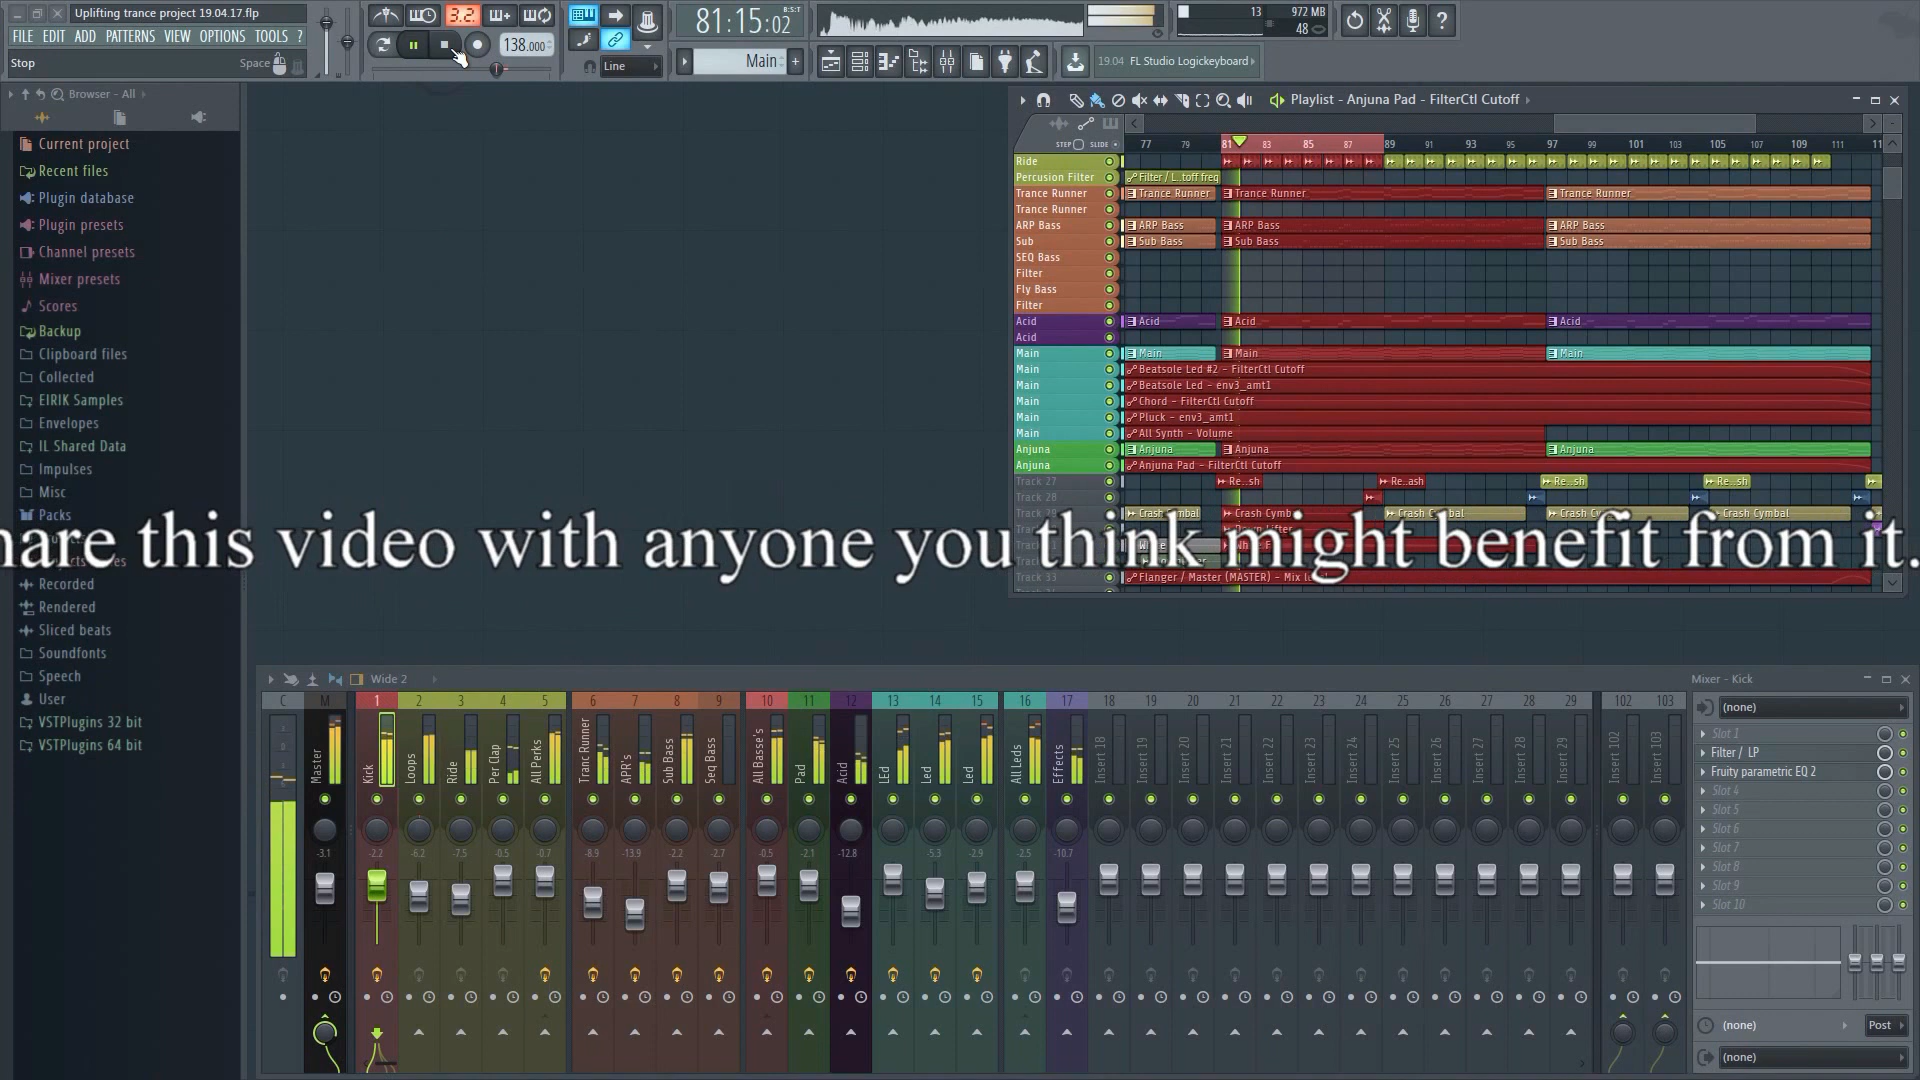 Uplifting trance project 19.04.17.flp
FILE EDIT ADD PATTERNS VIEW OPTIONS TOOLS ?
Stop
Space
3.2.
138.000
Line
81:15:02
B:S:T
Main
13
972 MB
48
19.04 FL Studio Logickeyboard
Browser - All
Current project
Recent files
Plugin database
Plugin presets
Channel presets
Mixer presets
Scores
Backup
Clipboard files
Collected
EIRIK Samples
Envelopes
IL Shared Data
Impulses
Misc
Packs
Recorded
Rendered
Sliced beats
Soundfonts
Speech
User
VSTPlugins 32 bit
VSTPlugins 64 bit
Playlist - Anjuna Pad - FilterCtl Cutoff
STEP SLIDE
77 79 81 83 85 87 89 91 93 95 97 99 101 103 105 107 109 111 11
Ride
Percusion Filter Filter / L..toff freq
Trance Runner Trance Runner Trance Runner Trance Runner
Trance Runner
ARP Bass ARP Bass ARP Bass ARP Bass
Sub Sub Bass Sub Bass Sub Bass
SEQ Bass
Filter
Fly Bass
Filter
Acid Acid Acid Acid
Acid
Main Main Main Main
Main Beatsole Led #2 - FilterCtl Cutoff
Main Beatsole Led - env3_amt1
Main Chord - FilterCtl Cutoff
Main Pluck - env3_amt1
Main All Synth - Volume
Anjuna Anjuna Anjuna Anjuna
Anjuna Anjuna Pad - FilterCtl Cutoff
Track 27 Re..sh Re..ash Re..sh Re..sh
Track 28
Crash Cymbal Crash Cymb Crash Cymbal Crash Cymbal
hare this video with anyone you think might benefit from it.
Track 33 Flanger / Master (MASTER) - Mix
Wide 2
Mixer - Kick
C M 1 2 3 4 5 6 7 8 9 10 11 12 13 14 15 16 17 18 19 20 21 22 23 24 25 26 27 28 29 102 103
Master Kick Loops Ride Per Clap All Perks Tranc Runner APR's Sub Bass Seq Bass All Basse's Pad Acid LEd Led Led All Leds Effects Insert 18 Insert 19 Insert 20 Insert 21 Insert 22 Insert 23 Insert 24 Insert 25 Insert 26 Insert 27 Insert 28 Insert 29 Insert 102 Insert 103
-3.1 -2.2 -6.2 -7.5 -0.5 -0.7 -8.9 -13.9 -2.2 -2.7 -0.5 -2.1 -12.8 -5.3 -2.9 -2.5 -10.7
(none)
Slot 1
Filter / LP
Fruity parametric EQ 2
Slot 4
Slot 5
Slot 6
Slot 7
Slot 8
Slot 9
Slot 10
(none) Post
(none)